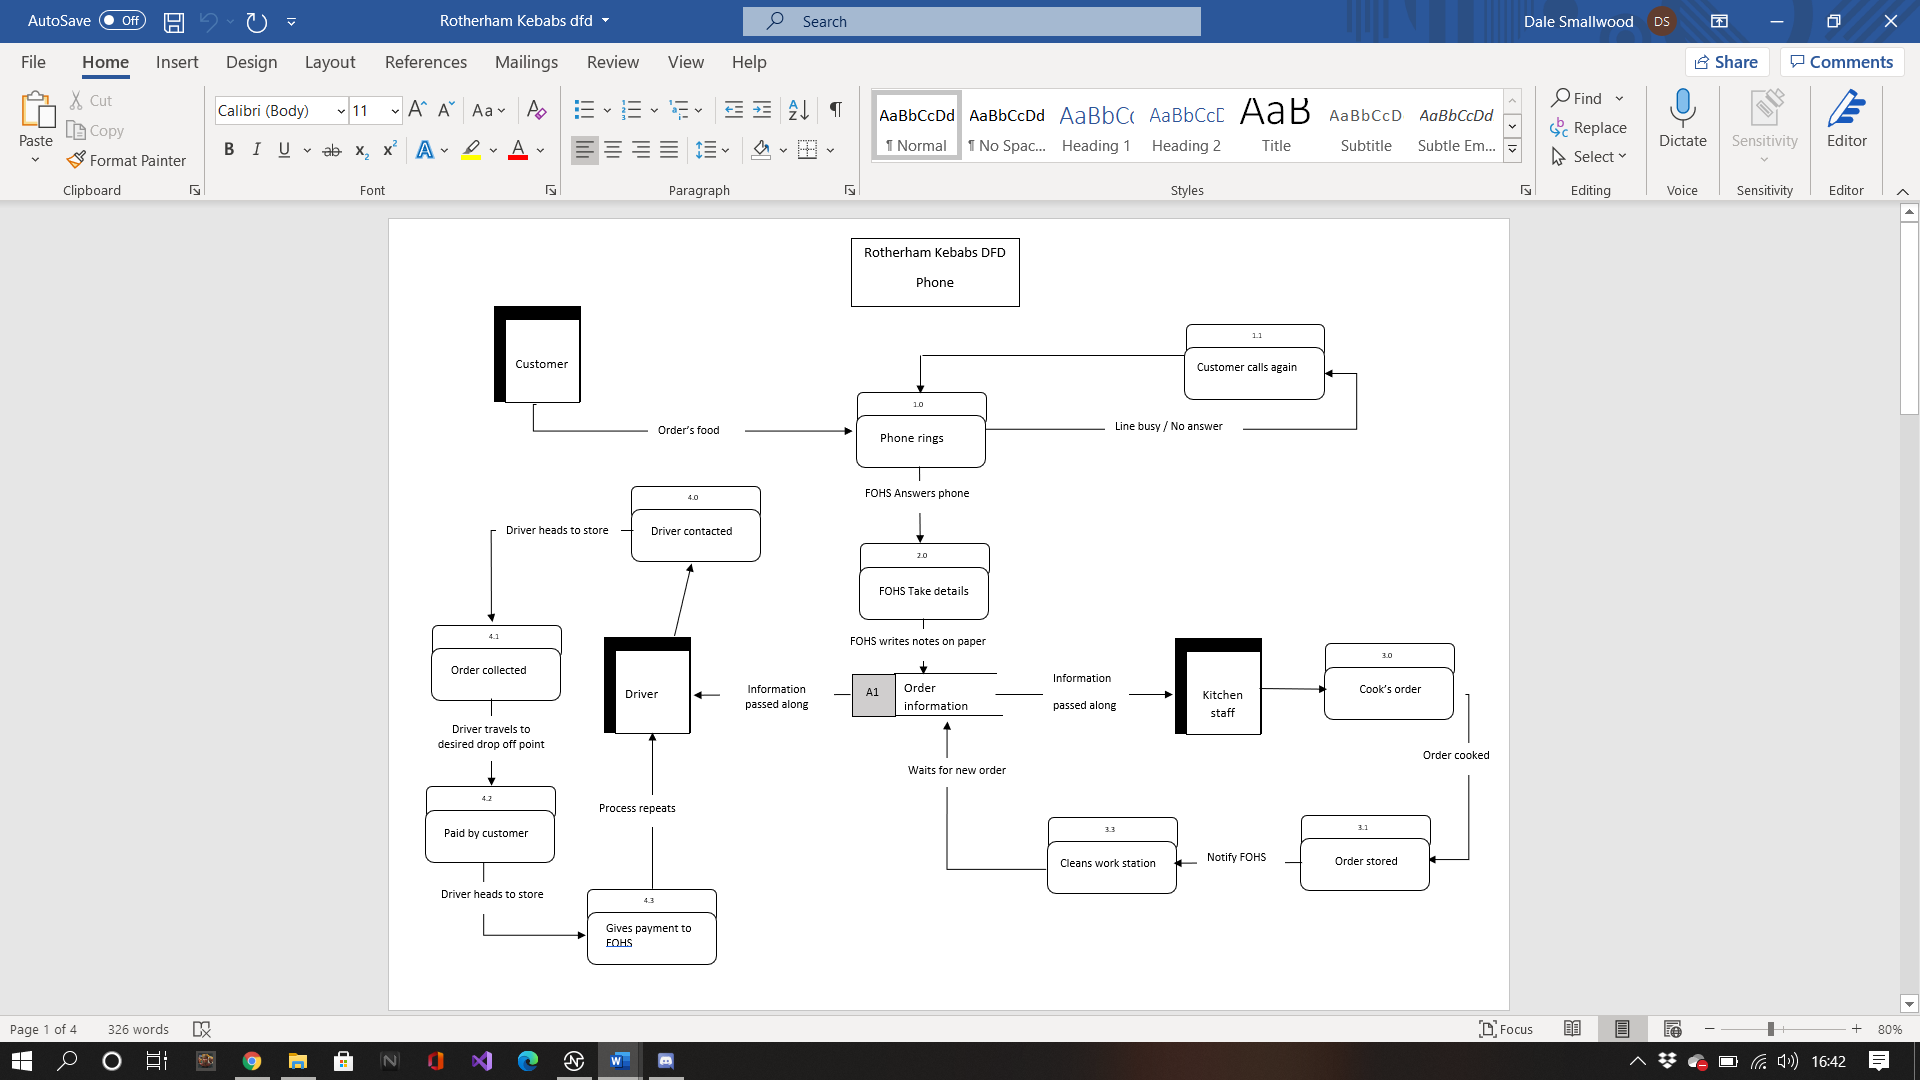 AutoSave Off
Rotherham Kebabs dfd
Search
Dale Smallwood DS
File Home Insert Design Layout References Mailings Review View Help
Share Comments
Paste
Cut
Copy
Format Painter
Clipboard
Calibri (Body) 11
Font
Paragraph
AaBbCcDd
¶ Normal
AaBbCcDd
¶ No Spac...
AaBbCc
Heading 1
AaBbCcD
Heading 2
AaB
Title
AaBbCcD
Subtitle
AaBbCcDd
Subtle Em...
Styles
Find
Replace
Select
Editing
Dictate
Voice
Sensitivity
Sensitivity
Editor
Editor
Rotherham Kebabs DFD
Phone
Customer
1.1
Customer calls again
Order's food
1.0
Phone rings
Line busy / No answer
FOHS Answers phone
4.0
Driver contacted
Driver heads to store
2.0
FOHS Take details
FOHS writes notes on paper
4.1
Order collected
Driver
Information
passed along
A1
Order
information
Information
passed along
Kitchen
staff
3.0
Cook's order
Driver travels to
desired drop off point
Order cooked
Waits for new order
4.2
Paid by customer
Process repeats
3.3
Cleans work station
Notify FOHS
3.1
Order stored
Driver heads to store
4.3
Gives payment to
FOHS
Page 1 of 4 326 words
Focus
80%
16:42